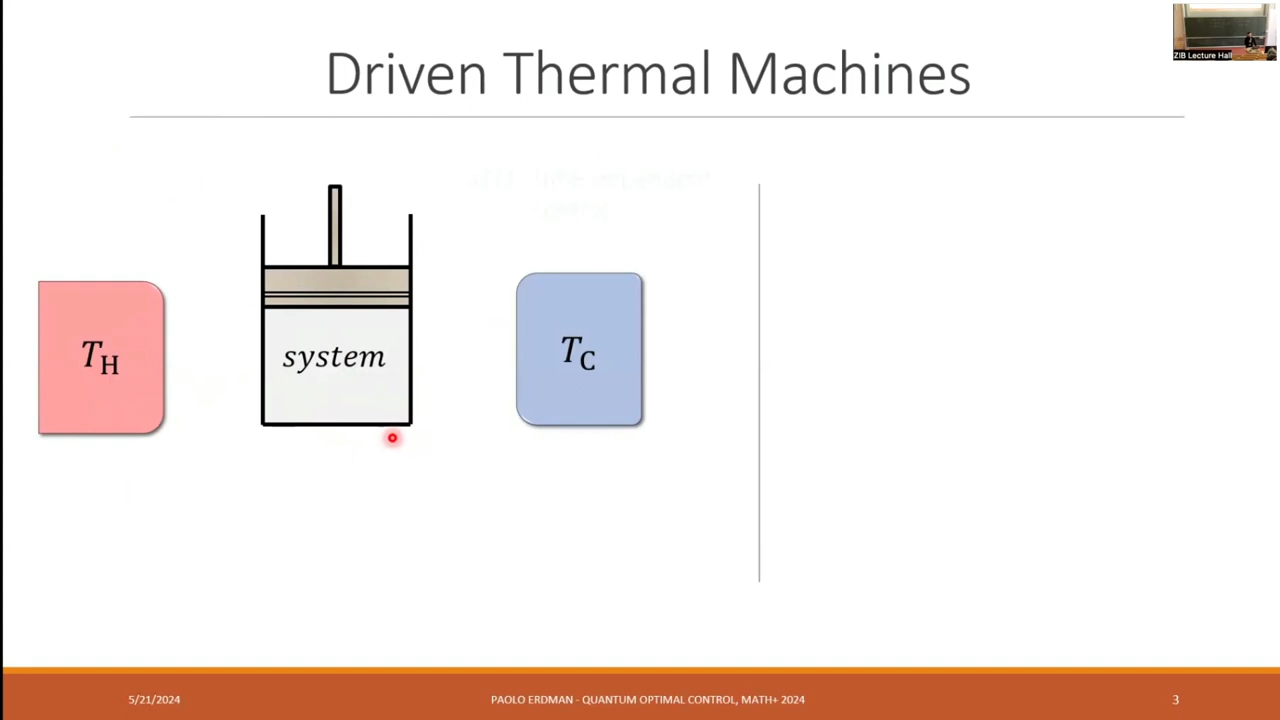 Driven Thermal Machines
ZIB Lecture Hall
T_H
system
T_C
5/21/2024
PAOLO ERDMAN - QUANTUM OPTIMAL CONTROL, MATH+ 2024
3